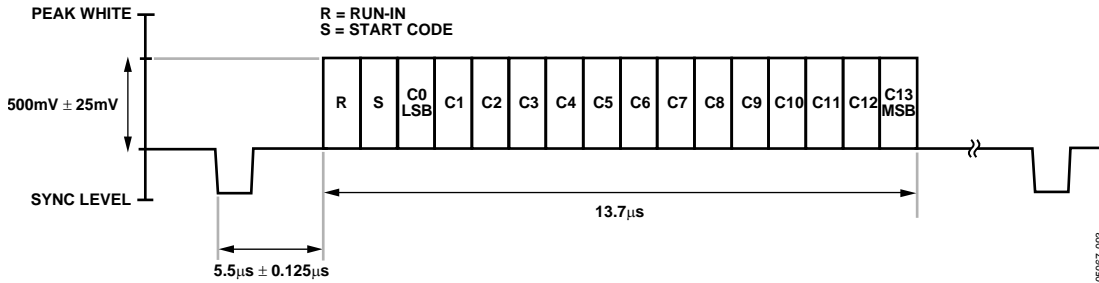 PEAK WHITE
R = RUN-IN
S = START CODE
500mV ± 25mV
R S C0 LSB C1 C2 C3 C4 C5 C6 C7 C8 C9 C10 C11 C12 C13 MSB
SYNC LEVEL
13.7µs
5.5µs ± 0.125µs